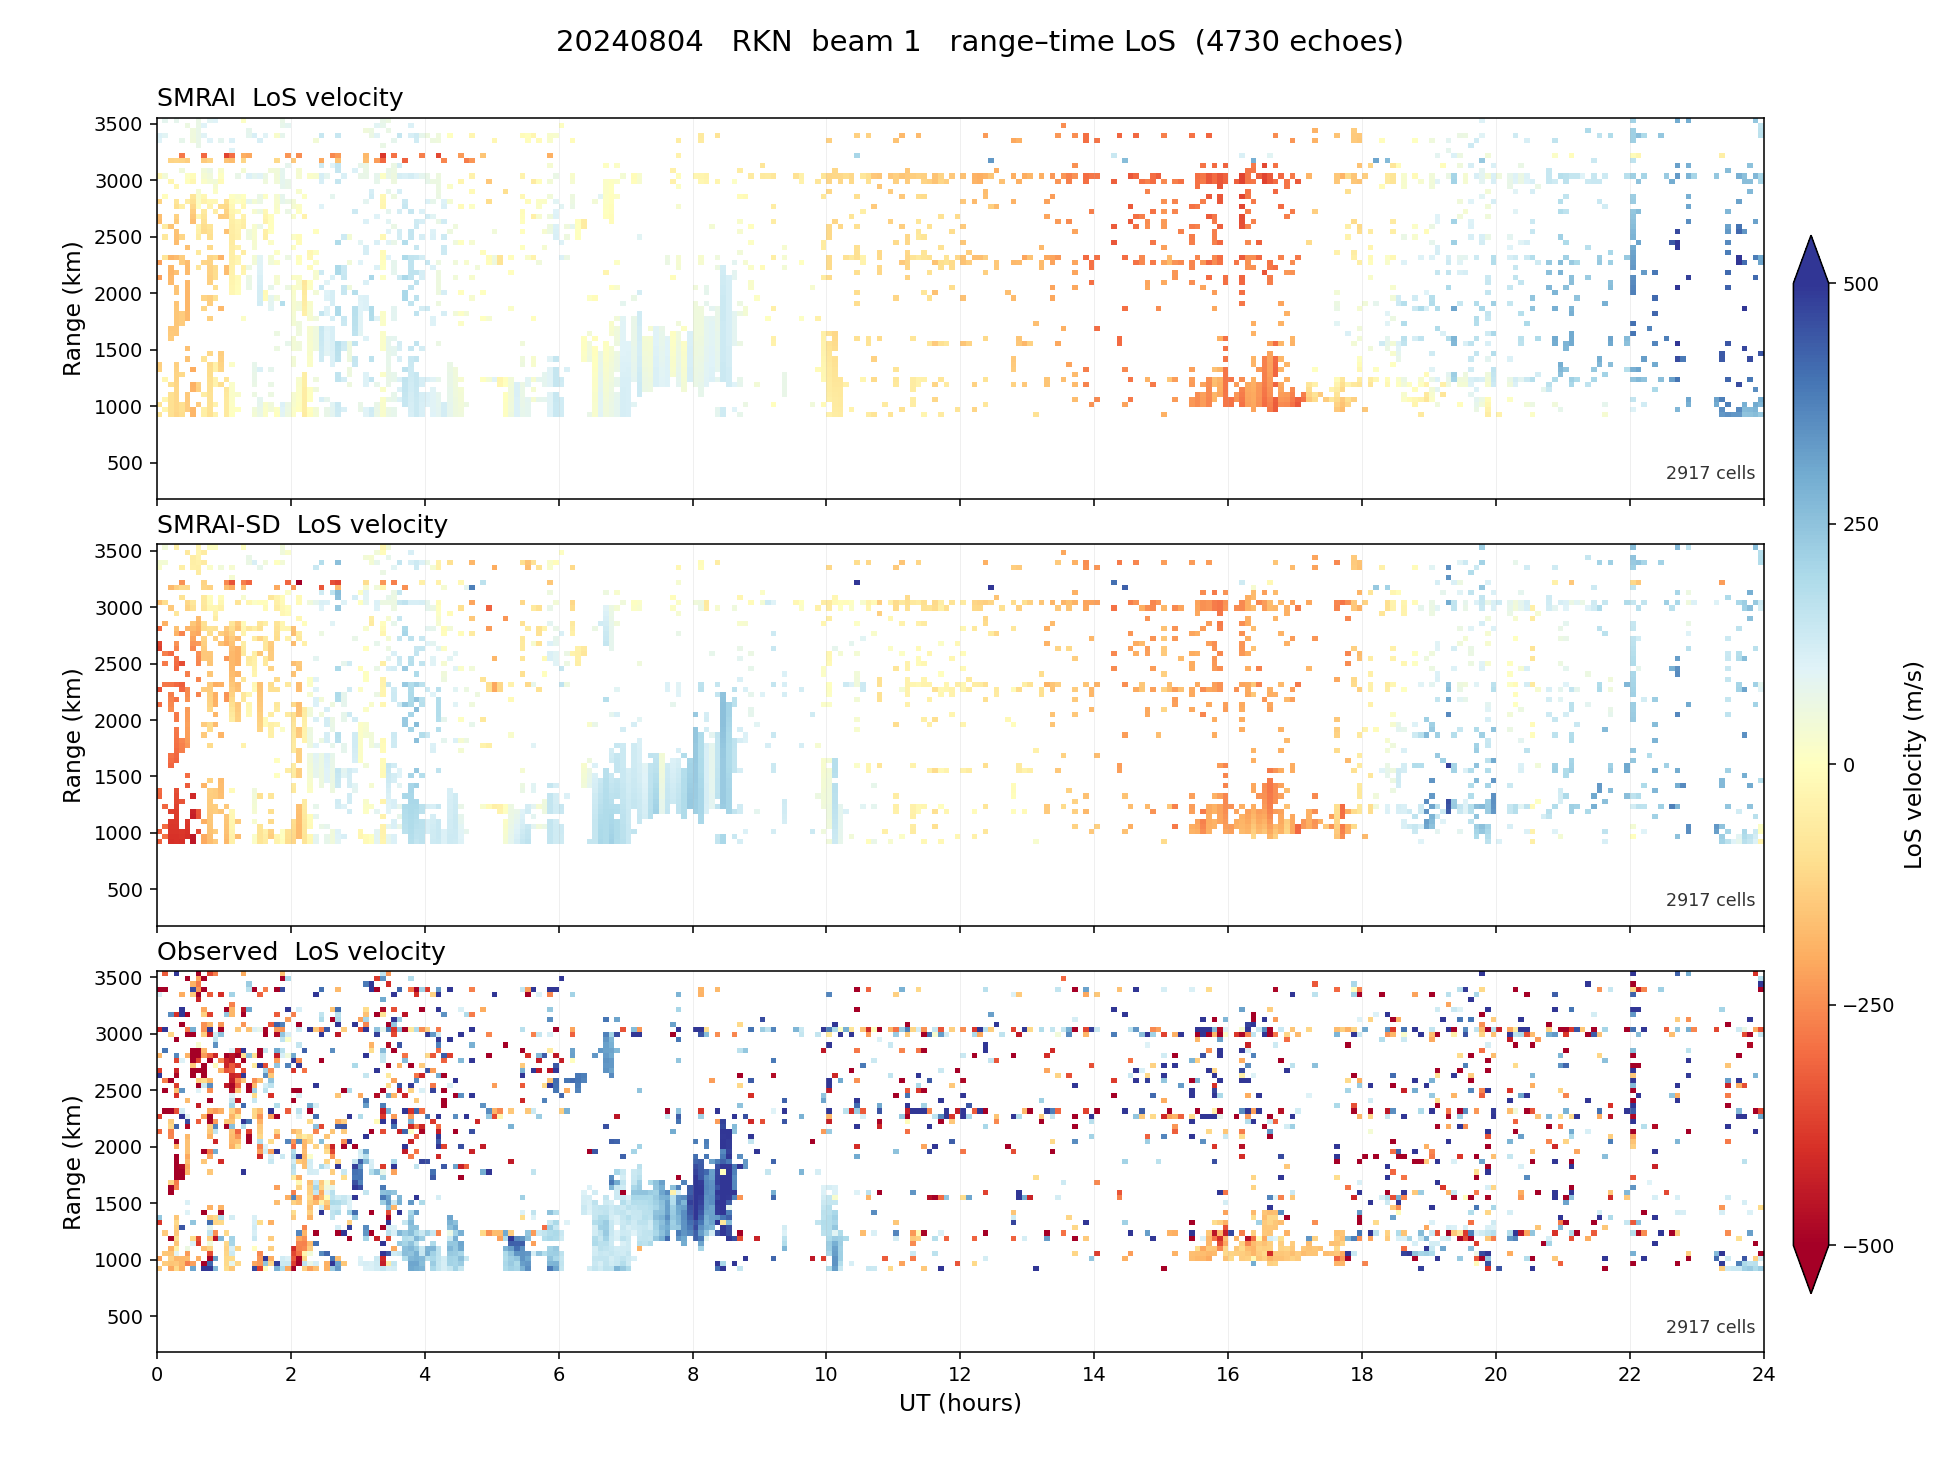 20240804   RKN  beam 1   range–time LoS  (4730 echoes)
SMRAI  LoS velocity
3500
3000
2500
2000
1500
1000
500
Range (km)
2917 cells
SMRAI-SD  LoS velocity
3500
3000
2500
2000
1500
1000
500
Range (km)
2917 cells
Observed  LoS velocity
3500
3000
2500
2000
1500
1000
500
Range (km)
2917 cells
0 2 4 6 8 10 12 14 16 18 20 22 24
UT (hours)
500
250
0
−250
−500
LoS velocity (m/s)